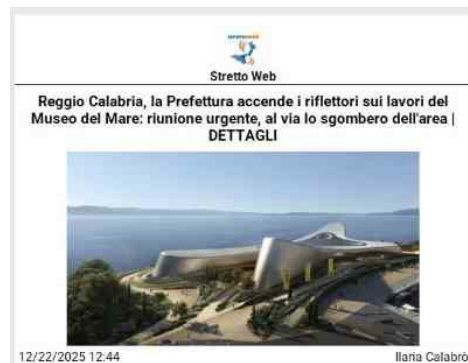 Stretto Web
Reggio Calabria, la Prefettura accende i riflettori sui lavori del
Museo del Mare: riunione urgente, al via lo sgombero dell'area |
DETTAGLI
12/22/2025 12:44
Ilaria Calabrò